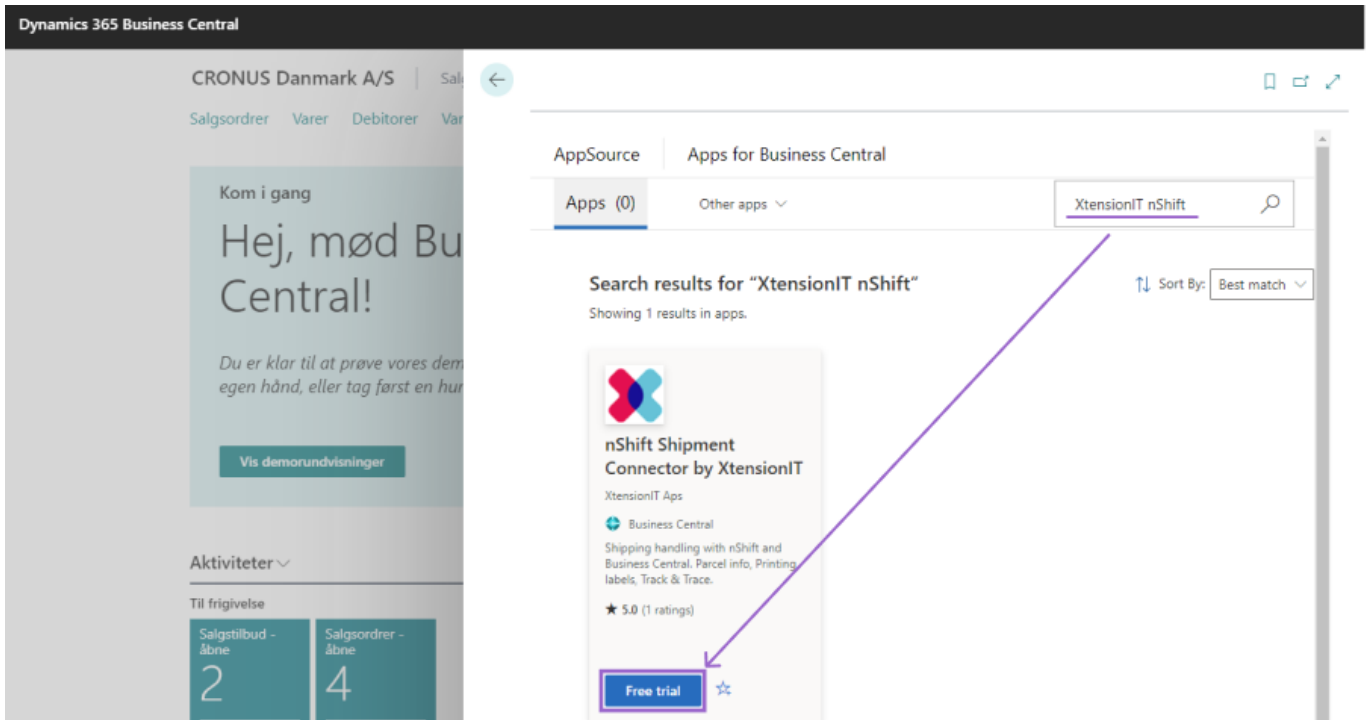 Dynamics 365 Business Central
CRONUS Danmark A/S
Salgsordrer Varer Debitorer
Kom i gang
Hej, mød Bu
Central!
Du er klar til at prøve vores dem
egen hånd, eller tag først en
Vis demorundvisninger
Aktiviteter
Til frigivelse
Salgstilbud -
åbne
2
Salgsordrer -
åbne
4
AppSource Apps for Business Central
Apps (0) Other apps XtensionIT nShift
Search results for “XtensionIT nShift”
Sort By: Best match
Showing 1 results in apps.
nShift Shipment
Connector by XtensionIT
XtensionIT Aps
Business Central
Shipping handling with nShift and
Business Central. Parcel info, Printing
labels, Track & Trace.
★ 5.0 (1 ratings)
Free trial